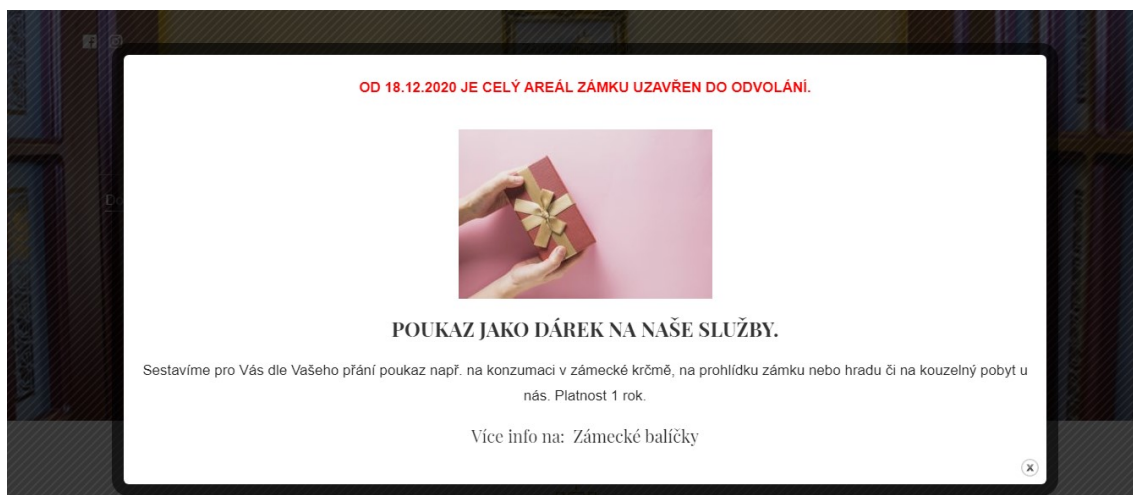 OD 18.12.2020 JE CELÝ AREÁL ZÁMKU UZAVŘEN DO ODVOLÁNÍ.
POUKAZ JAKO DÁREK NA NAŠE SLUŽBY.
Sestavíme pro Vás dle Vašeho přání poukaz např. na konzumaci v zámecké krčmě, na prohlídku zámku nebo hradu či na kouzelný pobyt u
nás. Platnost 1 rok.
Více info na: Zámecké balíčky